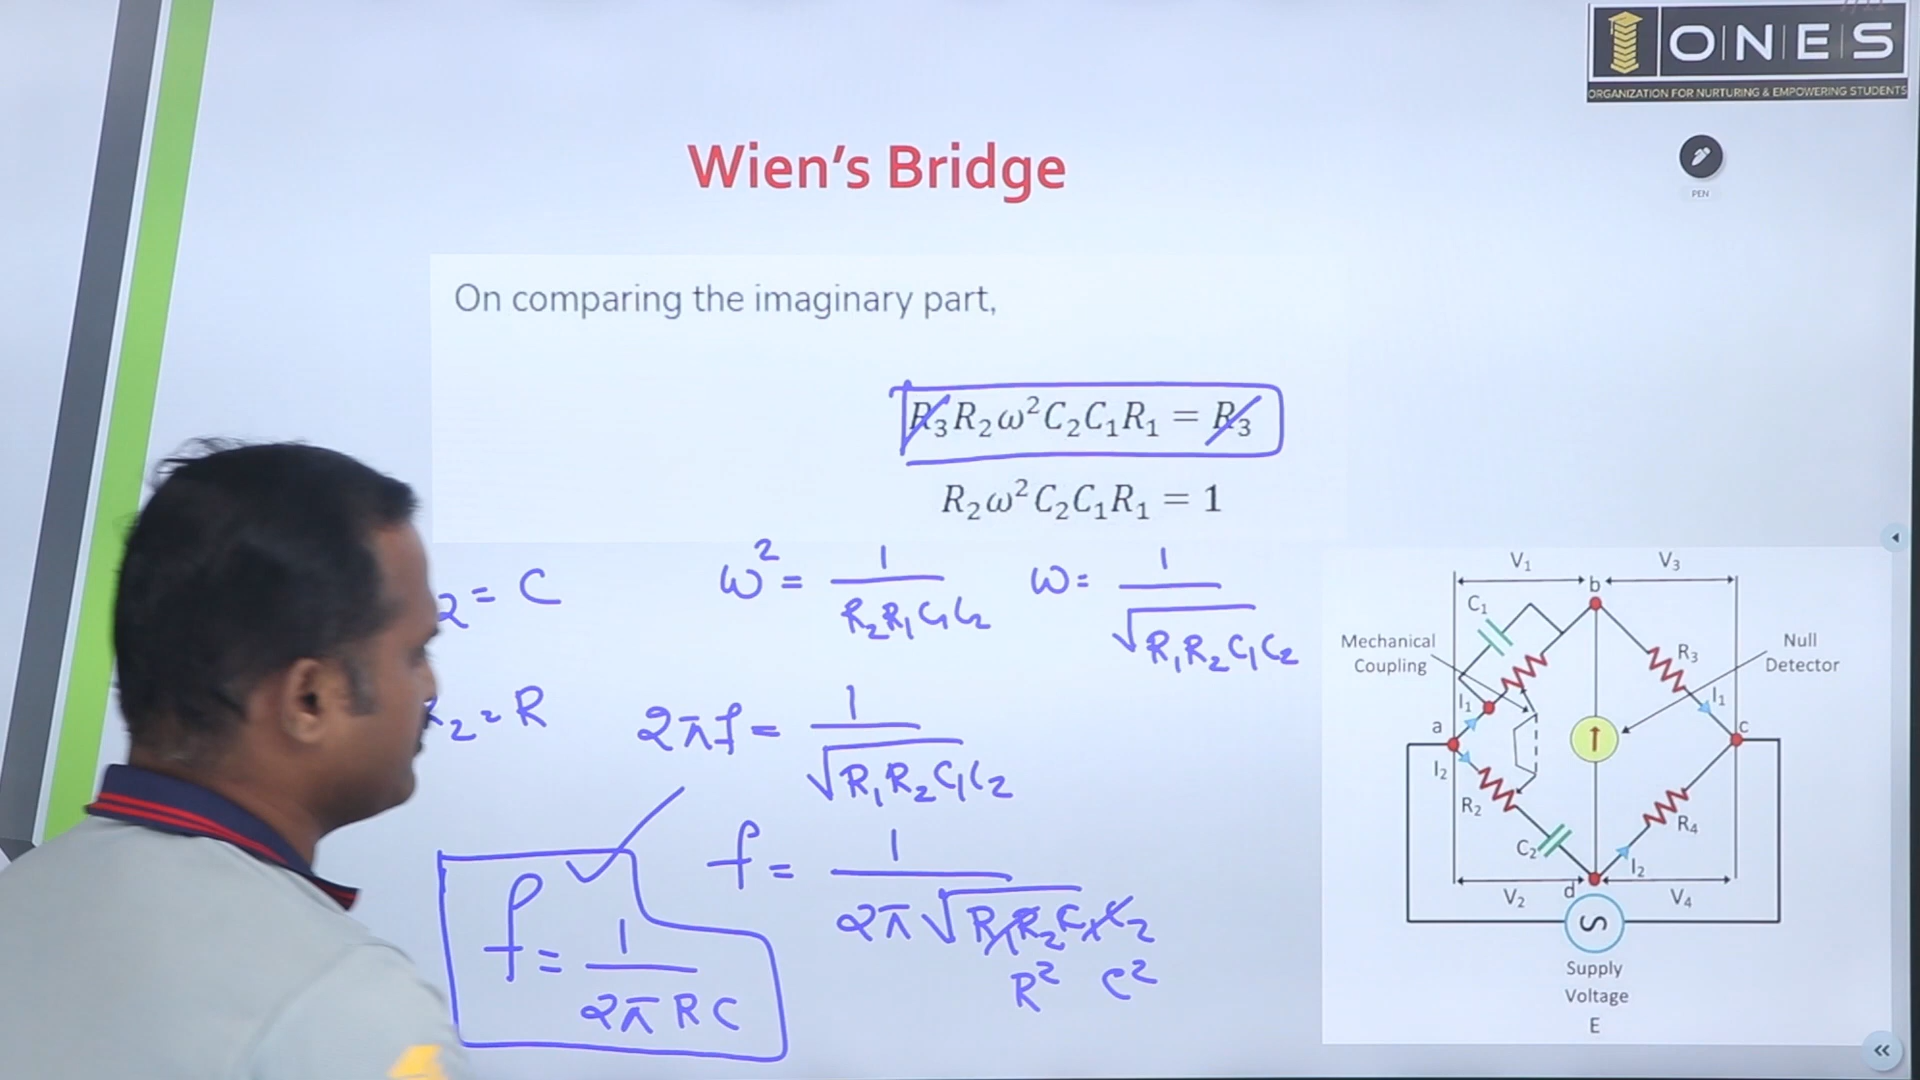 ONES
ORGANIZATION FOR NURTURING & EMPOWERING STUDENTS
PEN
Wien's Bridge
On comparing the imaginary part,
R₃R₂ω²C₂C₁R₁ = R₃
R₂ω²C₂C₁R₁ = 1
2 = C
ω² = 1 / R₂R₁C₁C₂
ω = 1 / √R₁R₂C₁C₂
2 = R
2πf = 1 / √R₁R₂C₁C₂
f = 1 / 2π√R₁R₂C₁C₂
R² C²
f = 1 / 2πRC
V₁
V₃
b
C₁
Mechanical
Coupling
R₃
Null
Detector
I₁
I₁
a
c
I₂
R₂
R₄
C₂
I₂
d
V₂
V₄
S
Supply
Voltage
E